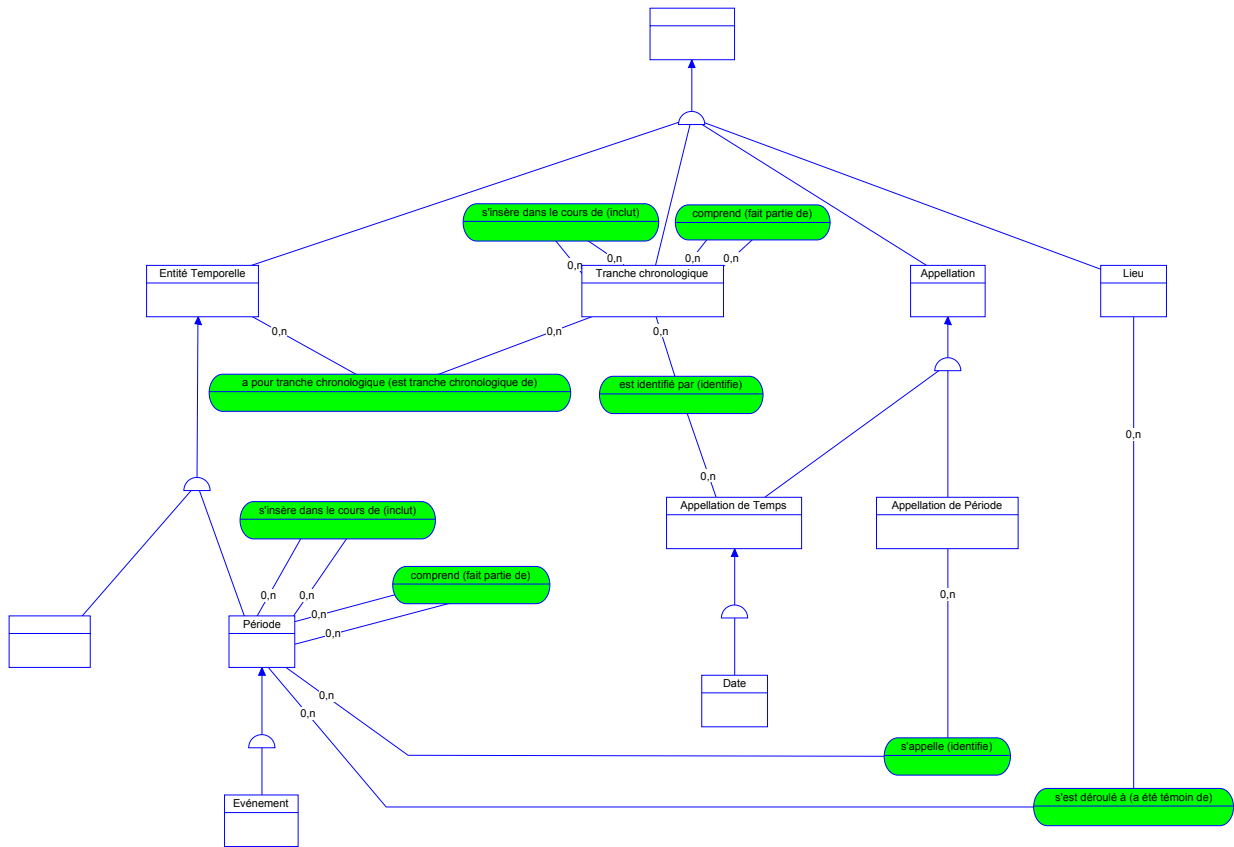 s'insère dans le cours de (inclut)
comprend (fait partie de)
0,n
0,n
0,n
0,n
Entité Temporelle
Tranche chronologique
Appellation
Lieu
0,n
0,n
0,n
a pour tranche chronologique (est tranche chronologique de)
est identifié par (identifie)
0,n
0,n
Appellation de Temps
Appellation de Période
s'insère dans le cours de (inclut)
comprend (fait partie de)
0,n
0,n
0,n
0,n
0,n
Période
Date
0,n
0,n
s'appelle (identifie)
Evénement
s'est déroulé à (a été témoin de)